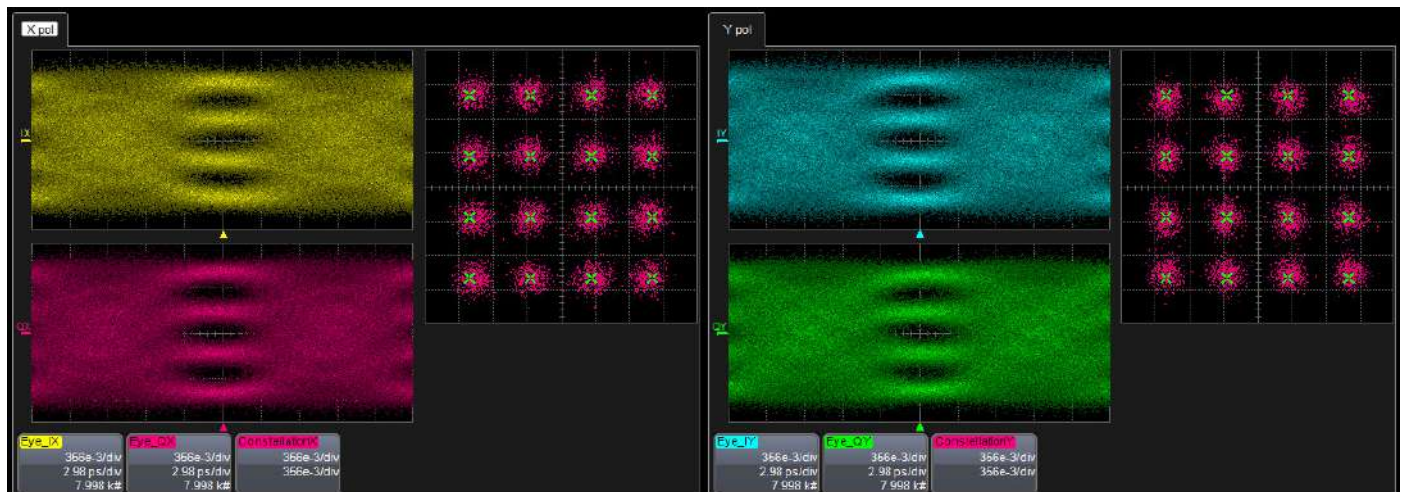 X pol
IX
QX
Eye_IX
366e-3/div
2.98 ps/div
7.998 k#
Eye_QX
366e-3/div
2.98 ps/div
7.998 k#
ConstellationX
366e-3/div
366e-3/div
Y pol
IY
QY
Eye_IY
366e-3/div
2.98 ps/div
7.998 k#
Eye_QY
366e-3/div
2.98 ps/div
7.998 k#
ConstellationY
366e-3/div
366e-3/div